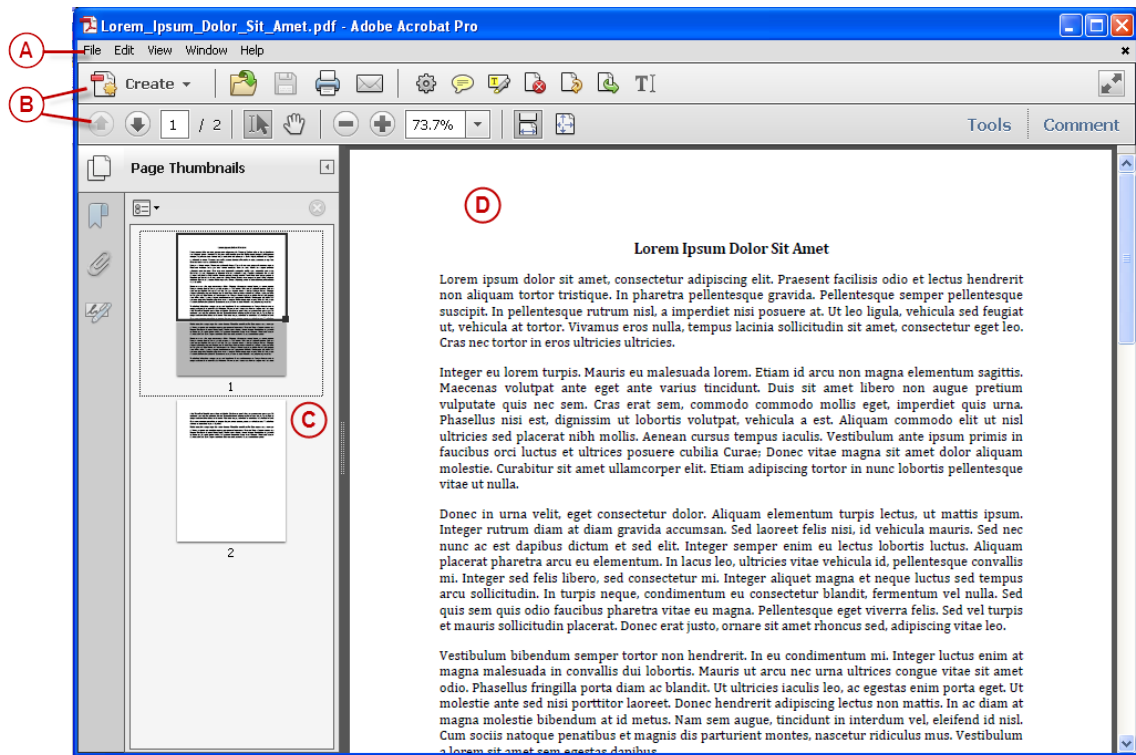 Lorem_Ipsum_Dolor_Sit_Amet.pdf - Adobe Acrobat Pro
A
File Edit View Window Help
B
Create
1 / 2
73.7%
Tools
Comment
Page Thumbnails
1
C
2
D
Lorem Ipsum Dolor Sit Amet
Lorem ipsum dolor sit amet, consectetur adipiscing elit. Praesent facilisis odio et lectus hendrerit
non aliquam tortor tristique. In pharetra pellentesque gravida. Pellentesque semper pellentesque
suscipit. In pellentesque rutrum nisl, a imperdiet nisi posuere at. Ut leo ligula, vehicula sed feugiat
ut, vehicula at tortor. Vivamus eros nulla, tempus lacinia sollicitudin sit amet, consectetur eget leo.
Cras nec tortor in eros ultricies ultricies.
Integer eu lorem turpis. Mauris eu malesuada lorem. Etiam id arcu non magna elementum sagittis.
Maecenas volutpat ante eget ante varius tincidunt. Duis sit amet libero non augue pretium
vulputate quis nec sem. Cras erat sem, commodo commodo mollis eget, imperdiet quis urna.
Phasellus nisi est, dignissim ut lobortis volutpat, vehicula a est. Aliquam commodo elit ut nisl
ultricies sed placerat nibh mollis. Aenean cursus tempus iaculis. Vestibulum ante ipsum primis in
faucibus orci luctus et ultrices posuere cubilia Curae; Donec vitae magna sit amet dolor aliquam
molestie. Curabitur sit amet ullamcorper elit. Etiam adipiscing tortor in nunc lobortis pellentesque
vitae ut nulla.
Donec in urna velit, eget consectetur dolor. Aliquam elementum turpis lectus, ut mattis ipsum.
Integer rutrum diam at diam gravida accumsan. Sed laoreet felis nisi, id vehicula mauris. Sed nec
nunc ac est dapibus dictum et sed elit. Integer semper enim eu lectus lobortis luctus. Aliquam
placerat pharetra arcu eu elementum. In lacus leo, ultricies vitae vehicula id, pellentesque convallis
mi. Integer sed felis libero, sed consectetur mi. Integer aliquet magna et neque luctus sed tempus
arcu sollicitudin. In turpis neque, condimentum eu consectetur blandit, fermentum vel nulla. Sed
quis sem quis odio faucibus pharetra vitae eu magna. Pellentesque eget viverra felis. Sed vel turpis
et mauris sollicitudin placerat. Donec erat justo, ornare sit amet rhoncus sed, adipiscing vitae leo.
Vestibulum bibendum semper tortor non hendrerit. In eu condimentum mi. Integer luctus enim at
magna malesuada in convallis dui lobortis. Mauris ut arcu nec urna ultrices congue vitae sit amet
odio. Phasellus fringilla porta diam ac blandit. Ut ultricies iaculis leo, ac egestas enim porta eget. Ut
molestie ante sed nisi porttitor laoreet. Donec hendrerit adipiscing lectus non mattis. In ac diam at
magna molestie bibendum at id metus. Nam sem augue, tincidunt in interdum vel, eleifend id nisl.
Cum sociis natoque penatibus et magnis dis parturient montes, nascetur ridiculus mus. Vestibulum
a lorem sit amet sem egestas dapibus